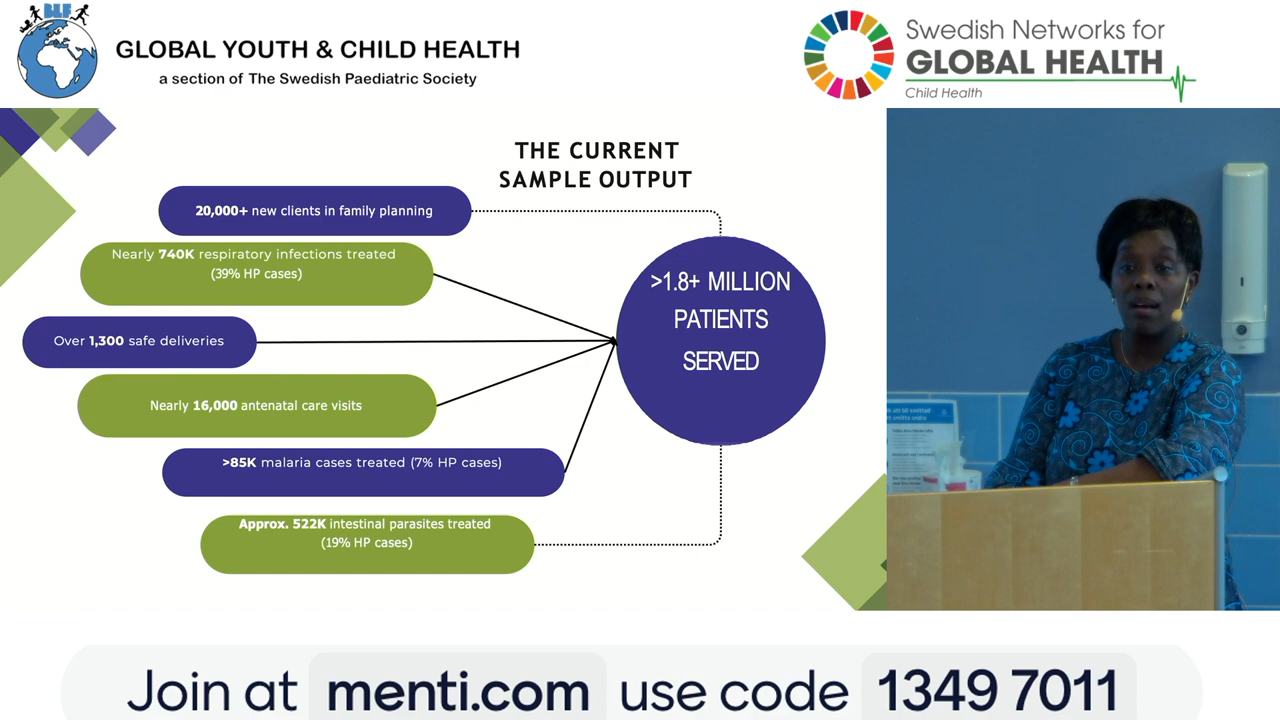 BLF
GLOBAL YOUTH & CHILD HEALTH
a section of The Swedish Paediatric Society
Swedish Networks for
GLOBAL HEALTH
Child Health
THE CURRENT
SAMPLE OUTPUT
20,000+ new clients in family planning
Nearly 740K respiratory infections treated
(39% HP cases)
Over 1,300 safe deliveries
Nearly 16,000 antenatal care visits
>85K malaria cases treated (7% HP cases)
Approx. 522K intestinal parasites treated
(19% HP cases)
>1.8+ MILLION
PATIENTS
SERVED
Join at menti.com use code 1349 7011